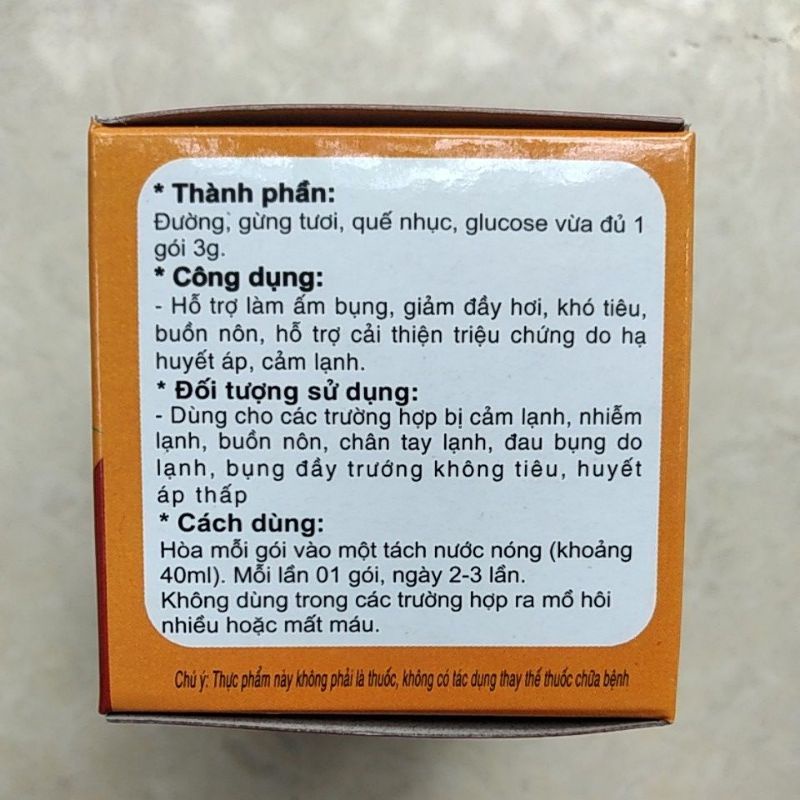 * Thành phần:
Đường, gừng tươi, quế nhục, glucose vừa đủ 1
gói 3g.
* Công dụng:
- Hỗ trợ làm ấm bụng, giảm đầy hơi, khó tiêu,
buồn nôn, hỗ trợ cải thiện triệu chứng do hạ
huyết áp, cảm lạnh.
* Đối tượng sử dụng:
- Dùng cho các trường hợp bị cảm lạnh, nhiễm
lạnh, buồn nôn, chân tay lạnh, đau bụng do
lạnh, bụng đầy trướng không tiêu, huyết
áp thấp
* Cách dùng:
Hòa mỗi gói vào một tách nước nóng (khoảng
40ml). Mỗi lần 01 gói, ngày 2-3 lần.
Không dùng trong các trường hợp ra mồ hôi
nhiều hoặc mất máu.
Chú ý: Thực phẩm này không phải là thuốc, không có tác dụng thay thế thuốc chữa bệnh